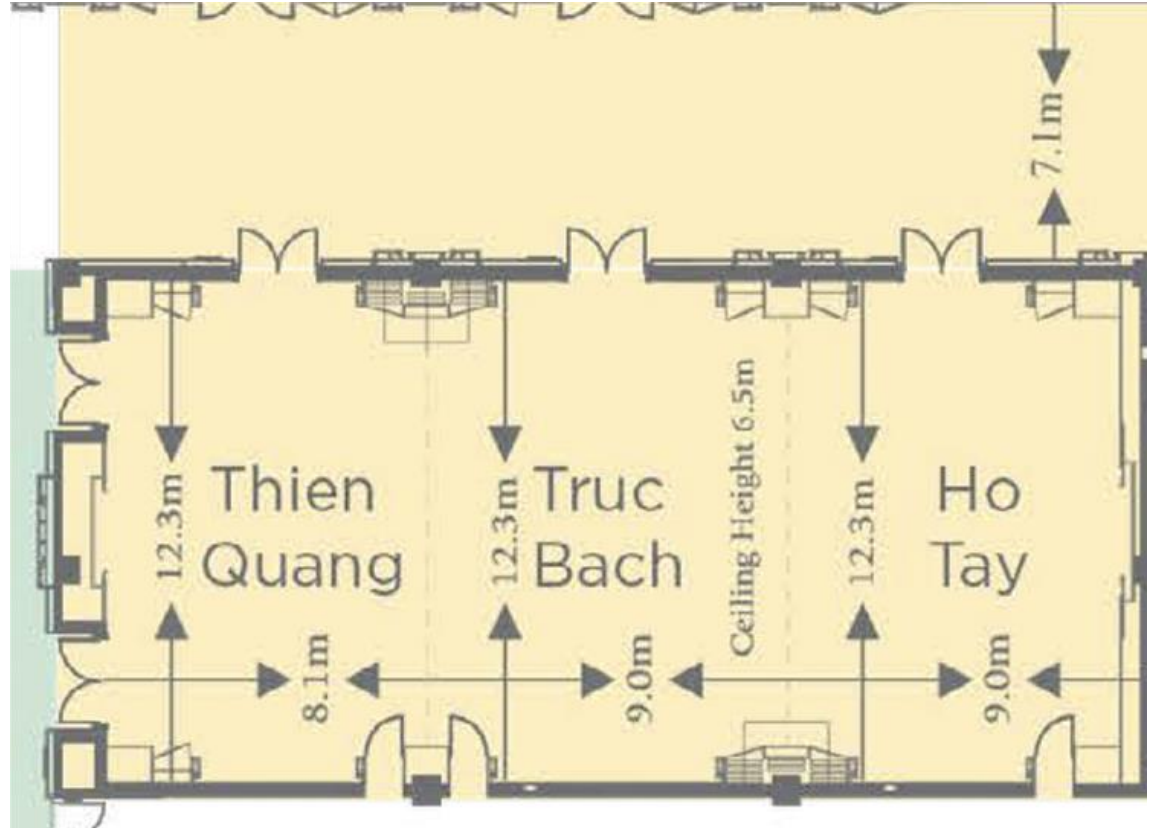 7.1m
Thien
Quang
Truc
Bach
Ho
Tay
12.3m
12.3m
12.3m
Ceiling Height 6.5m
8.1m
9.0m
9.0m